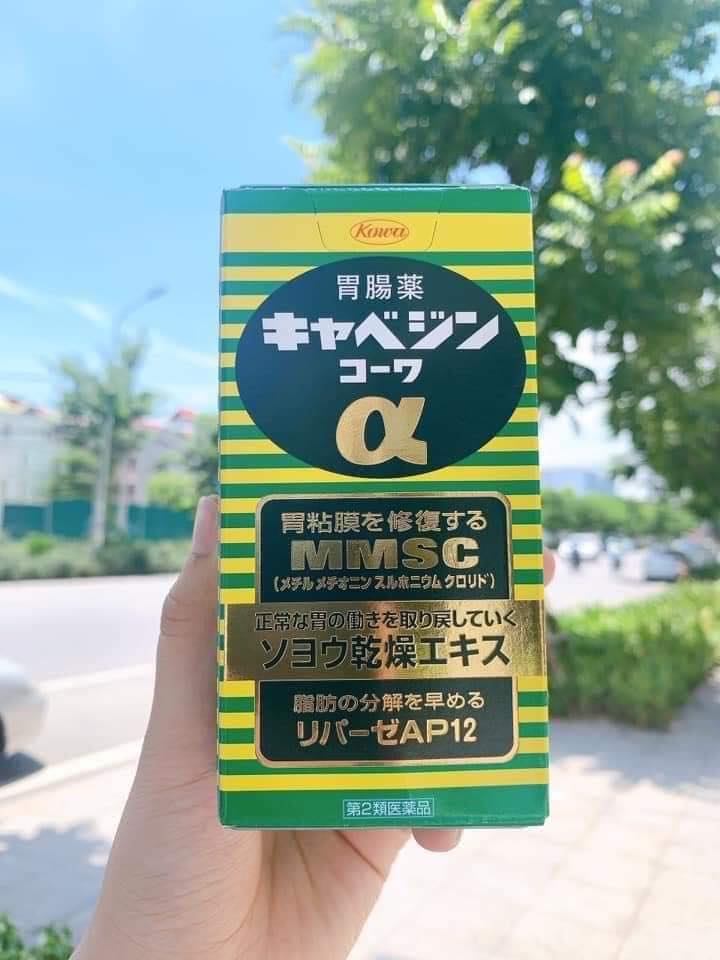 Kowa
胃腸薬
キャベジン
コーワ
α
胃粘膜を修復する
MMSC
(メチルメチオニンスルホニウムクロリド)
正常な胃の働きを取り戻していく
ソヨウ乾燥エキス
脂肪の分解を早める
リパーゼAP12
第2類医薬品